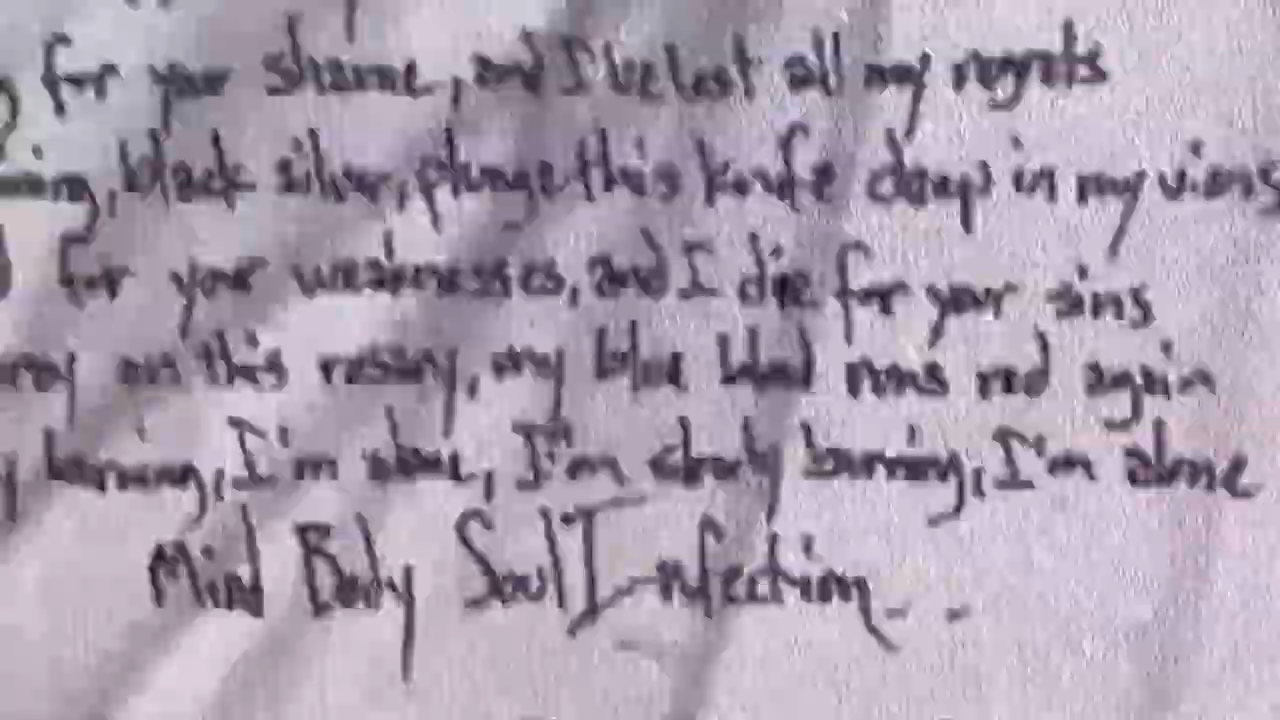 for your shame, and I've lost all my regrets
black silver, plunge this knife deep in my viens
for your weaknesses, and I die for your sins
on this rosary, my blue blood runs red again
burning, I'm alone, I'm slowly burning, I'm alone
Mind Body Soul Infection..